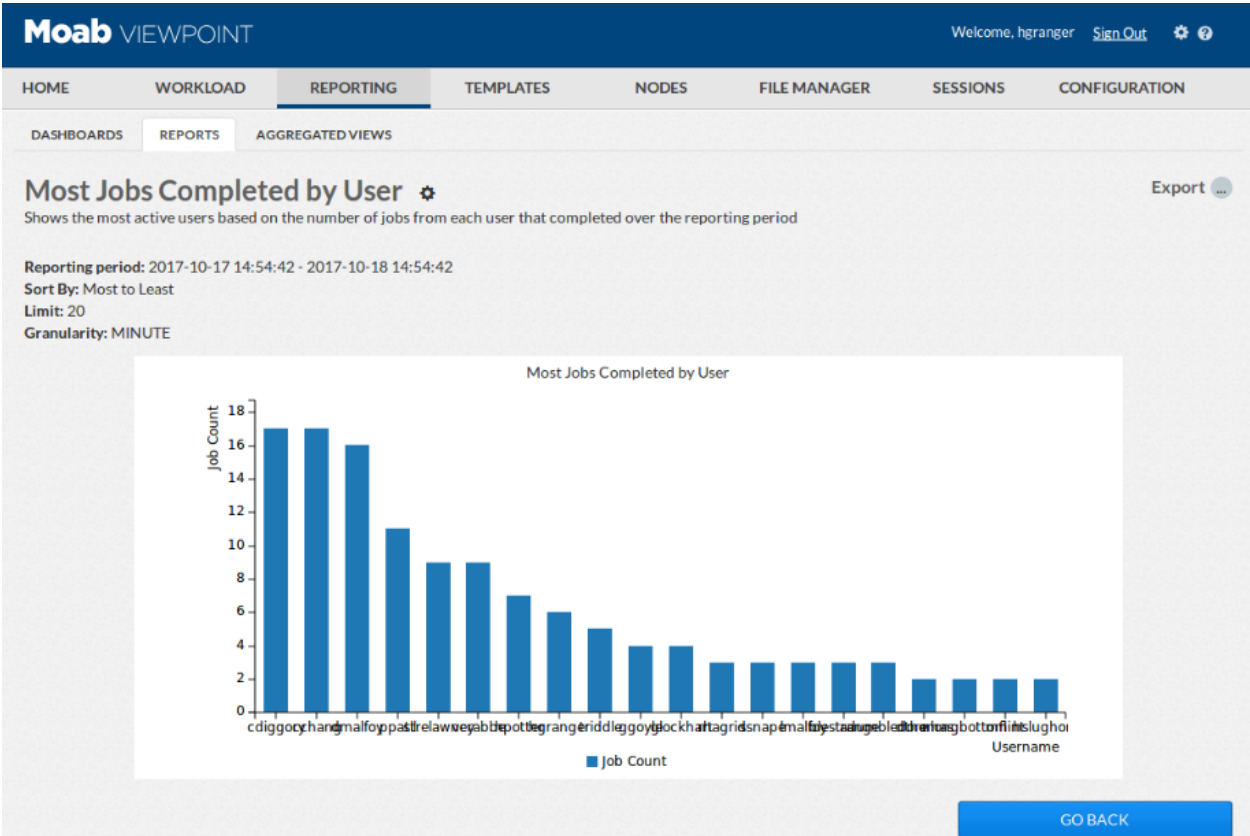 Moab VIEWPOINT
Welcome, hgranger Sign Out
HOME WORKLOAD REPORTING TEMPLATES NODES FILE MANAGER SESSIONS CONFIGURATION
DASHBOARDS REPORTS AGGREGATED VIEWS
Most Jobs Completed by User
Export ...
Shows the most active users based on the number of jobs from each user that completed over the reporting period
Reporting period: 2017-10-17 14:54:42 - 2017-10-18 14:54:42
Sort By: Most to Least
Limit: 20
Granularity: MINUTE
Most Jobs Completed by User
Job Count
18
16
14
12
10
8
6
4
2
0
cdiggory cchang dmalfoy
Username
Job Count
GO BACK